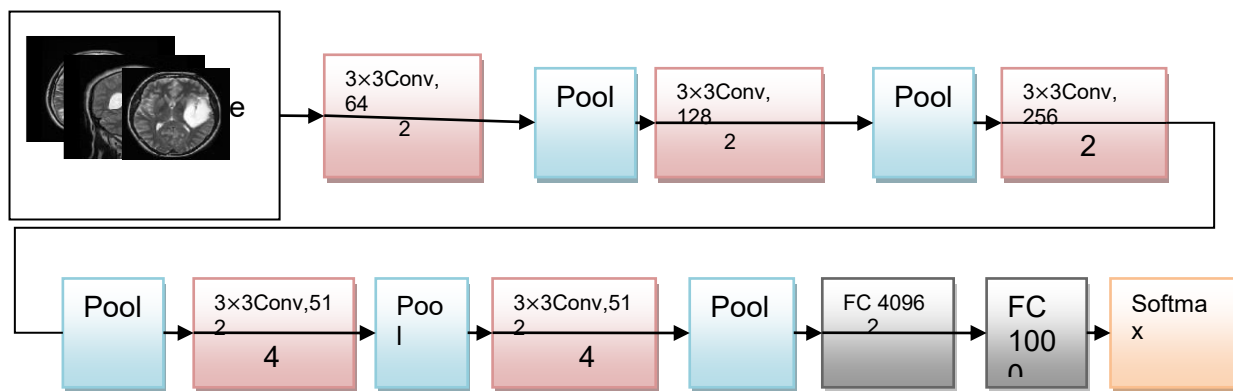 e
3×3Conv,
64
2
Pool
3×3Conv,
128
2
Pool
3×3Conv,
256
2
Pool
3×3Conv,51
2
4
Poo
l
3×3Conv,51
2
4
Pool
FC 4096
2
FC
100
0
Softma
x